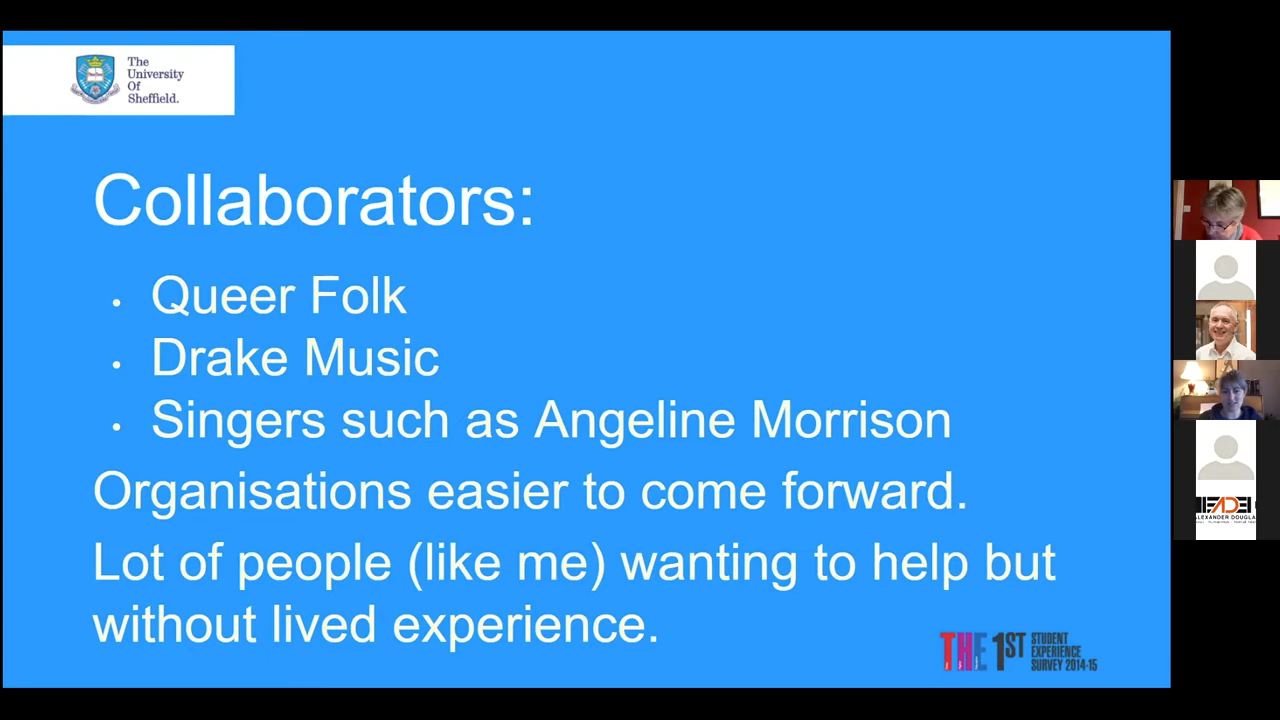 The
University
Of
Sheffield.
Collaborators:
• Queer Folk
• Drake Music
• Singers such as Angeline Morrison
Organisations easier to come forward.
Lot of people (like me) wanting to help but
without lived experience.
THE 1ST STUDENT
EXPERIENCE
SURVEY 2014-15